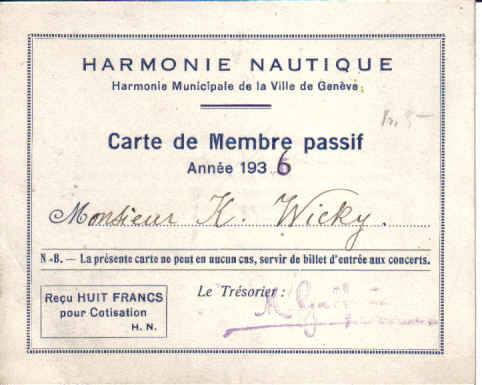 HARMONIE NAUTIQUE
Harmonie Municipale de la Ville de Genève
Carte de Membre passif
Année 1936
Monsieur K. Wicky.
N.-B. — La présente carte ne peut en aucun cas, servir de billet d'entrée aux concerts.
Reçu HUIT FRANCS
pour Cotisation
H. N.
Le Trésorier :